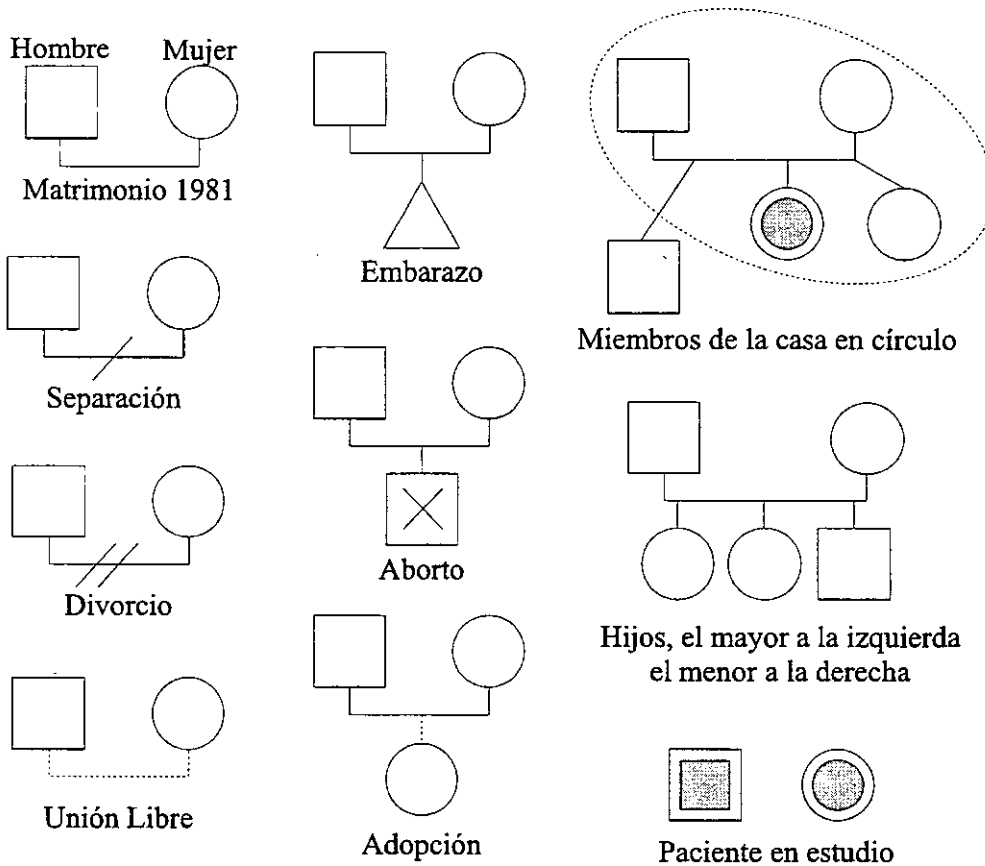 Hombre Mujer
Matrimonio 1981
Separación
Divorcio
Unión Libre
Embarazo
Aborto
Adopción
Miembros de la casa en círculo
Hijos, el mayor a la izquierda
el menor a la derecha
Paciente en estudio